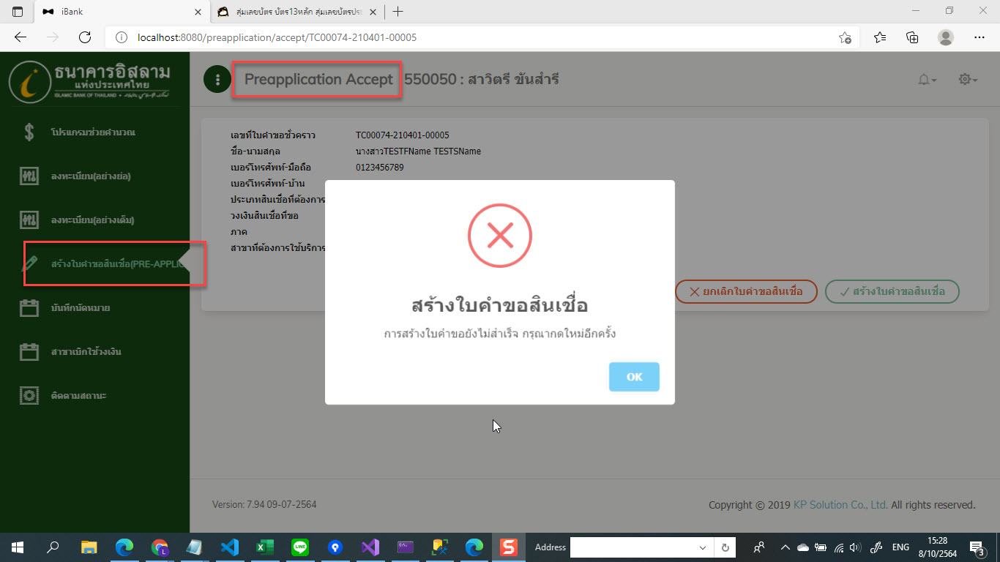 iBank
สุ่มเลขบัตร บัตร13หลัก สุ่มเลขบัตรประ
localhost:8080/preapplication/accept/TC00074-210401-00005
ธนาคารอิสลาม
แห่งประเทศไทย
ISLAMIC BANK OF THAILAND
Preapplication Accept 550050 : สาวิตรี ขันสำรี
โปรแกรมช่วยคำนวณ
ลงทะเบียน(อย่างย่อ)
ลงทะเบียน(อย่างเต็ม)
สร้างใบคำขอสินเชื่อ(PRE-APPLIC
บันทึกนัดหมาย
สาขาเบิกใช้วงเงิน
ติดตามสถานะ
เลขที่ใบคำขอชั่วคราว TC00074-210401-00005
ชื่อ-นามสกุล นางสาวTESTFName TESTSName
เบอร์โทรศัพท์-มือถือ 0123456789
เบอร์โทรศัพท์-บ้าน
ประเภทสินเชื่อที่ต้องการ
วงเงินสินเชื่อที่ขอ
ภาค
สาขาที่ต้องการใช้บริการ
ยกเลิกใบคำขอสินเชื่อ
สร้างใบคำขอสินเชื่อ
สร้างใบคำขอสินเชื่อ
การสร้างใบคำขอยังไม่สำเร็จ กรุณากดใหม่อีกครั้ง
OK
Version: 7.94 09-07-2564
Copyright © 2019 KP Solution Co., Ltd. All rights reserved.
L
LINE
S
Address
ENG
15:28
8/10/2564
3